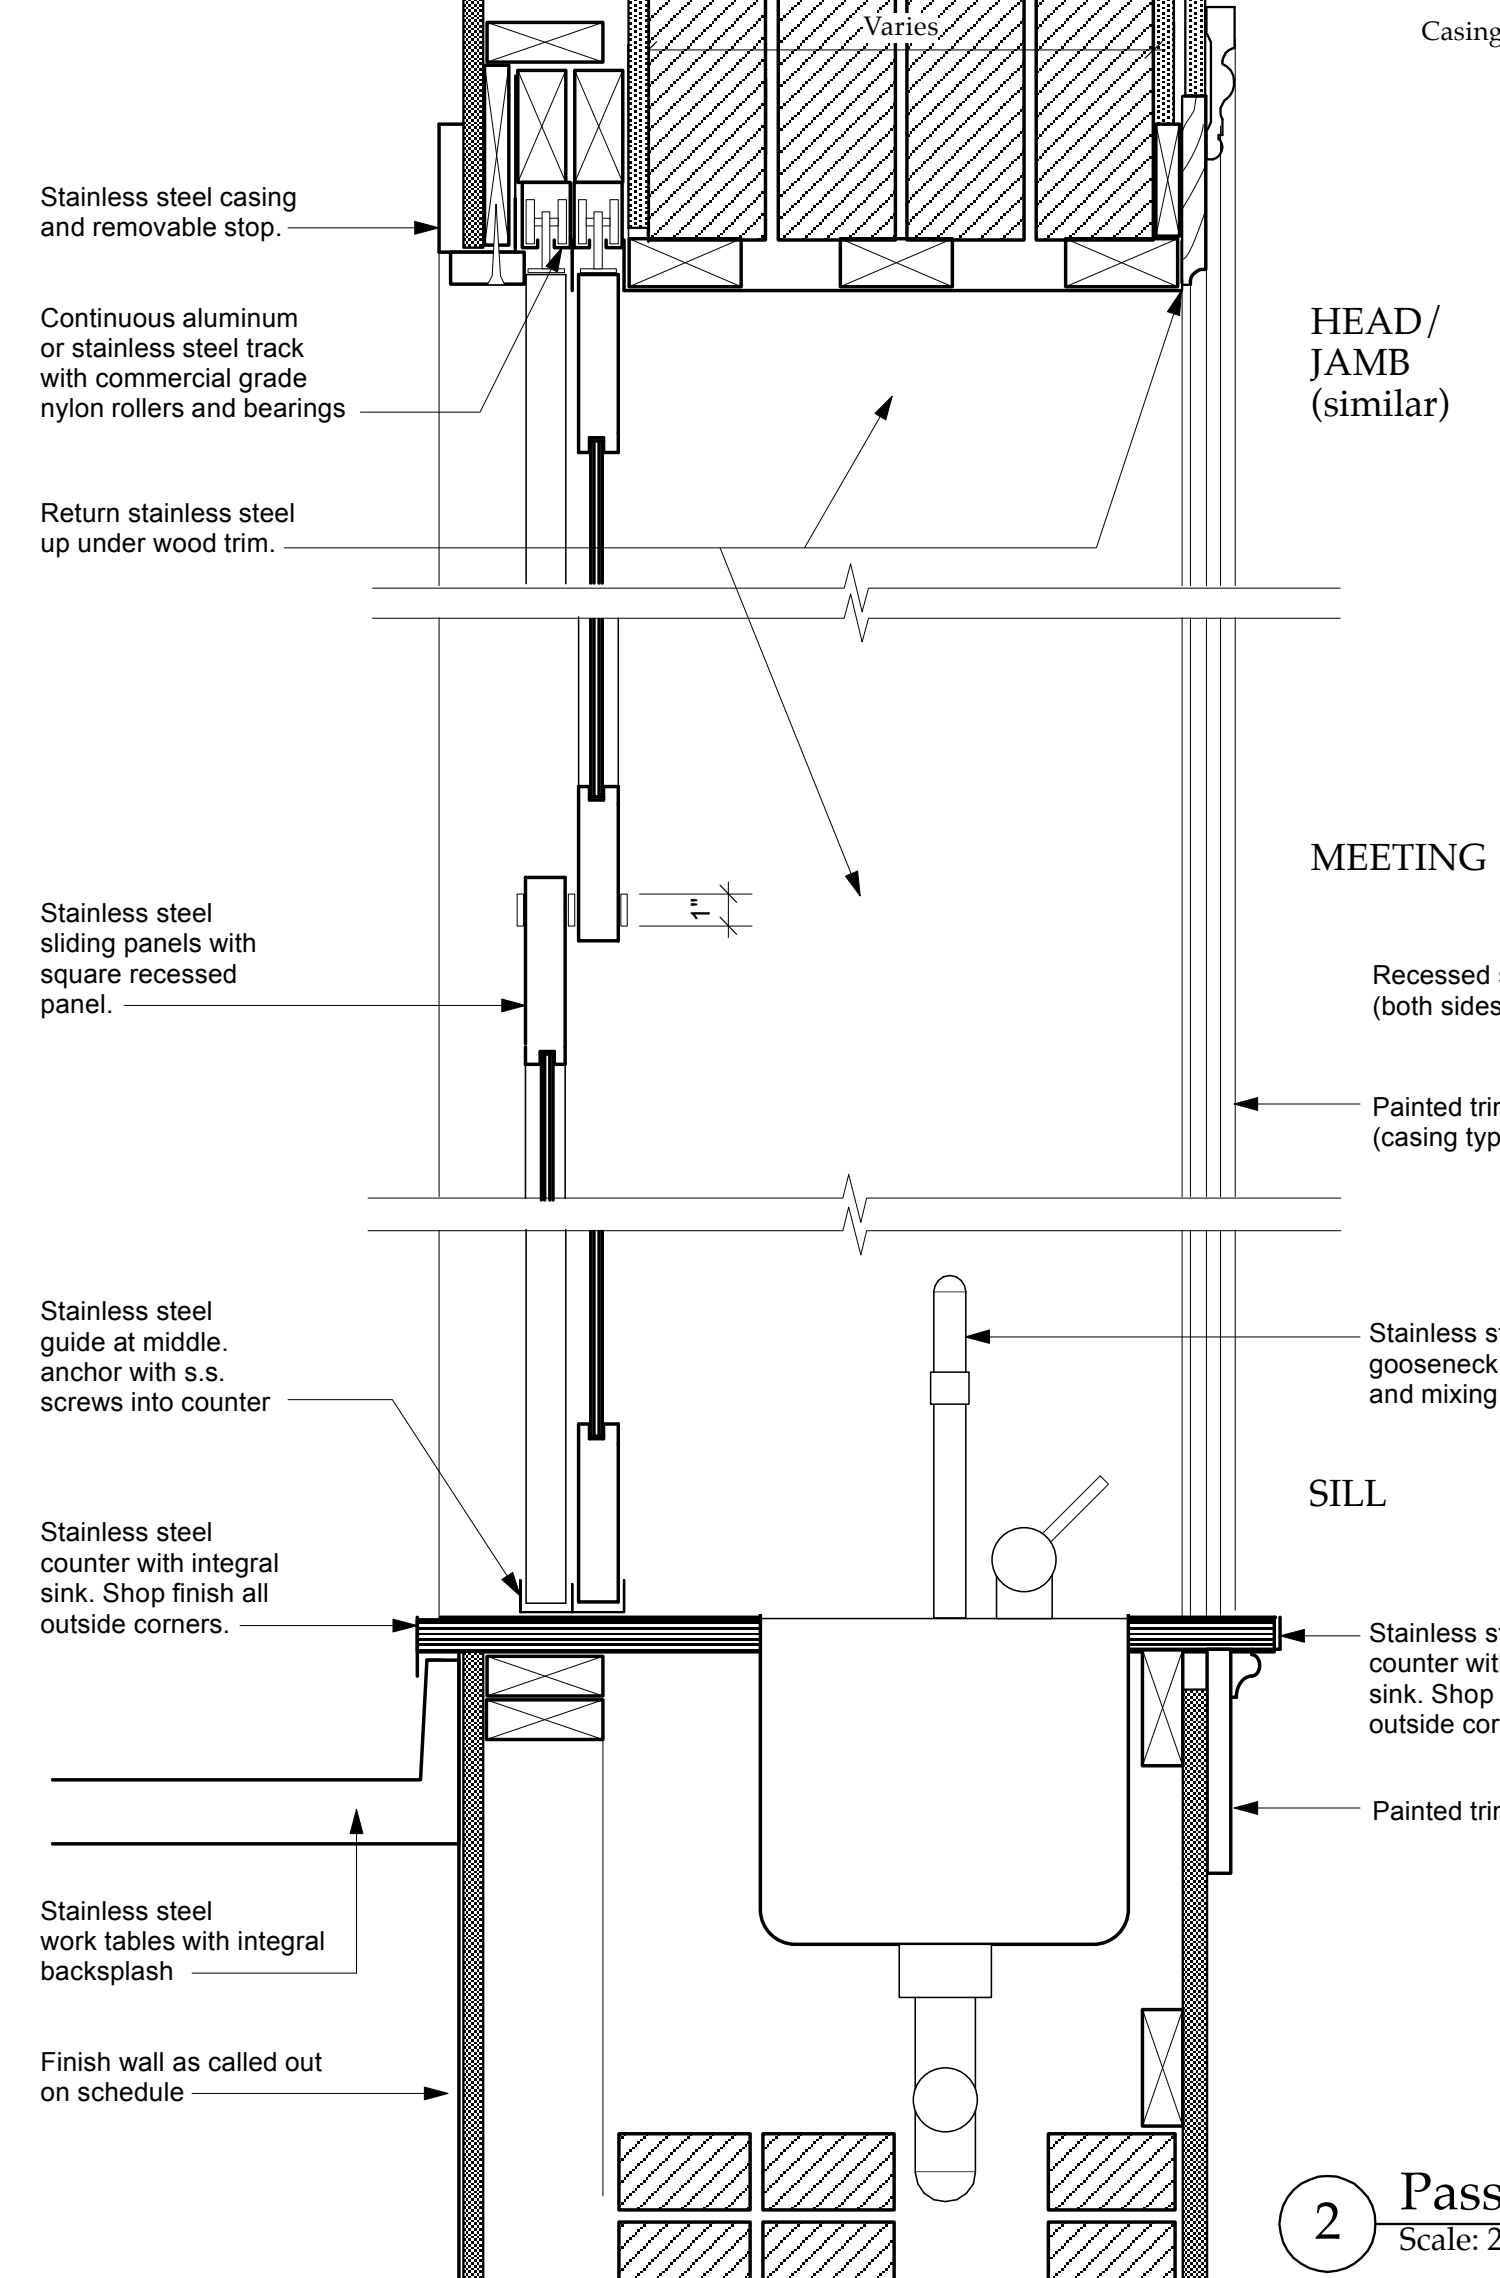 Varies
Casing
Stainless steel casing
and removable stop.
Continuous aluminum
or stainless steel track
with commercial grade
nylon rollers and bearings
HEAD/
JAMB
(similar)
Return stainless steel
up under wood trim.
MEETING
1"
Stainless steel
sliding panels with
square recessed
panel.
Recessed
(both sides
Painted
(casing
Stainless steel
guide at middle.
anchor with s.s.
screws into counter
Stainless
gooseneck
and mixing
SILL
Stainless steel
counter with integral
sink. Shop finish all
outside corners.
Stainless
counter
sink. Shop
outside
Painted
Stainless steel
work tables with integral
backsplash
Finish wall as called out
on schedule
2
Pass
Scale: 2